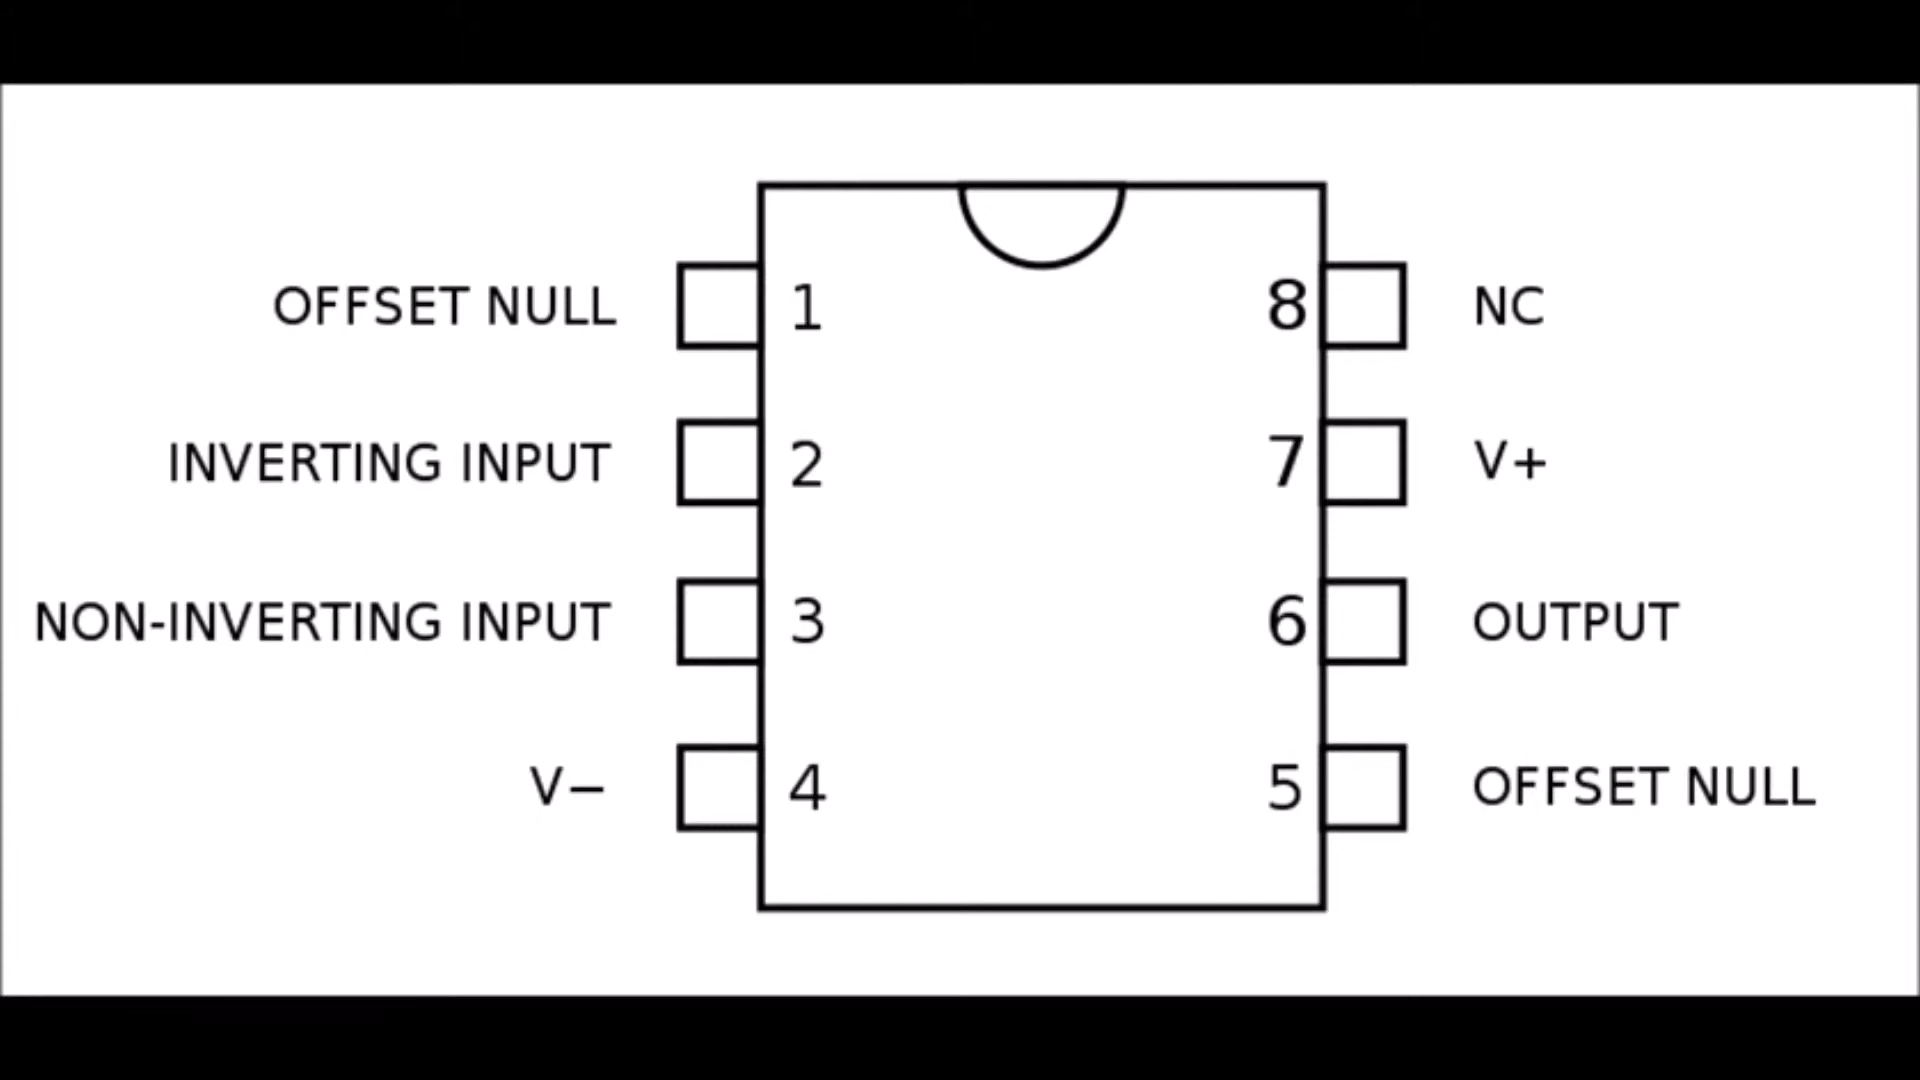 OFFSET NULL 1 8 NC
INVERTING INPUT 2 7 V+
NON-INVERTING INPUT 3 6 OUTPUT
V− 4 5 OFFSET NULL